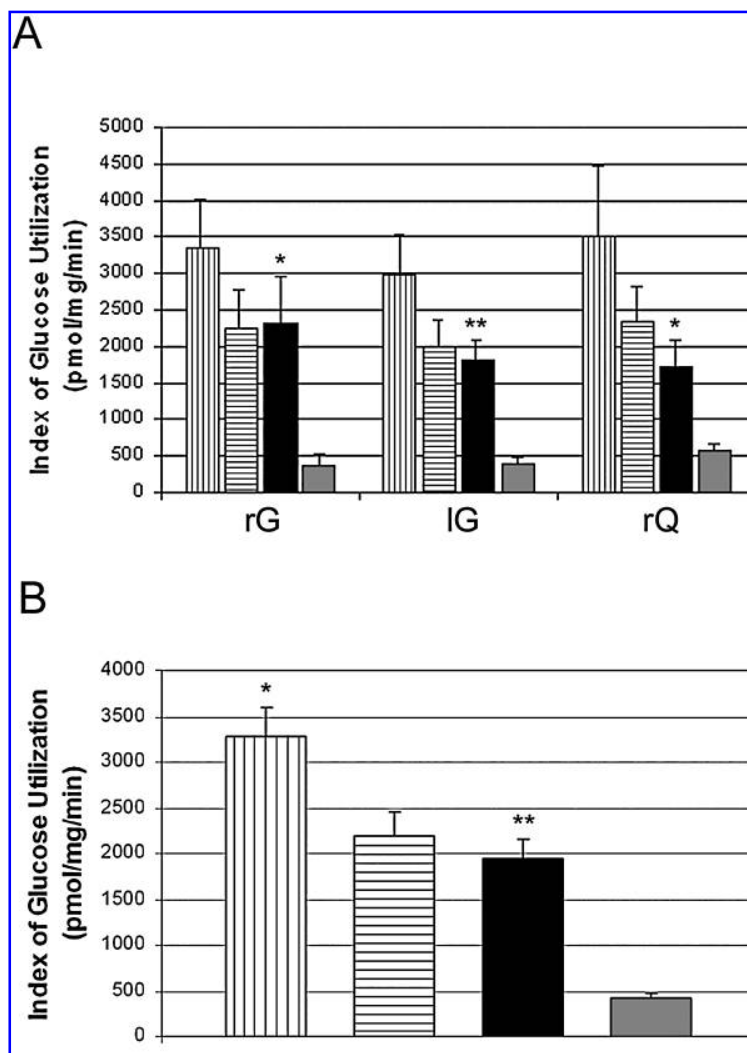 A
Index of Glucose Utilization
(pmol/mg/min)
5000
4500
4000
3500
3000
2500
2000
1500
1000
500
0
*
**
*
rG
lG
rQ
B
Index of Glucose Utilization
(pmol/mg/min)
4000
3500
3000
2500
2000
1500
1000
500
0
*
**